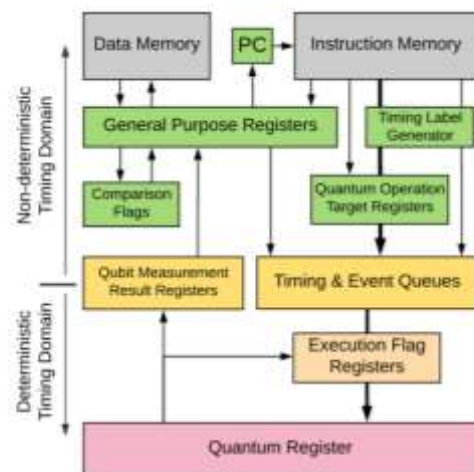 Data Memory
PC
Instruction Memory
General Purpose Registers
Timing Label
Generator
Comparison
Flags
Quantum Operation
Target Registers
Non-deterministic
Timing Domain
Qubit Measurement
Result Registers
Timing & Event Queues
Deterministic
Timing Domain
Execution Flag
Registers
Quantum Register